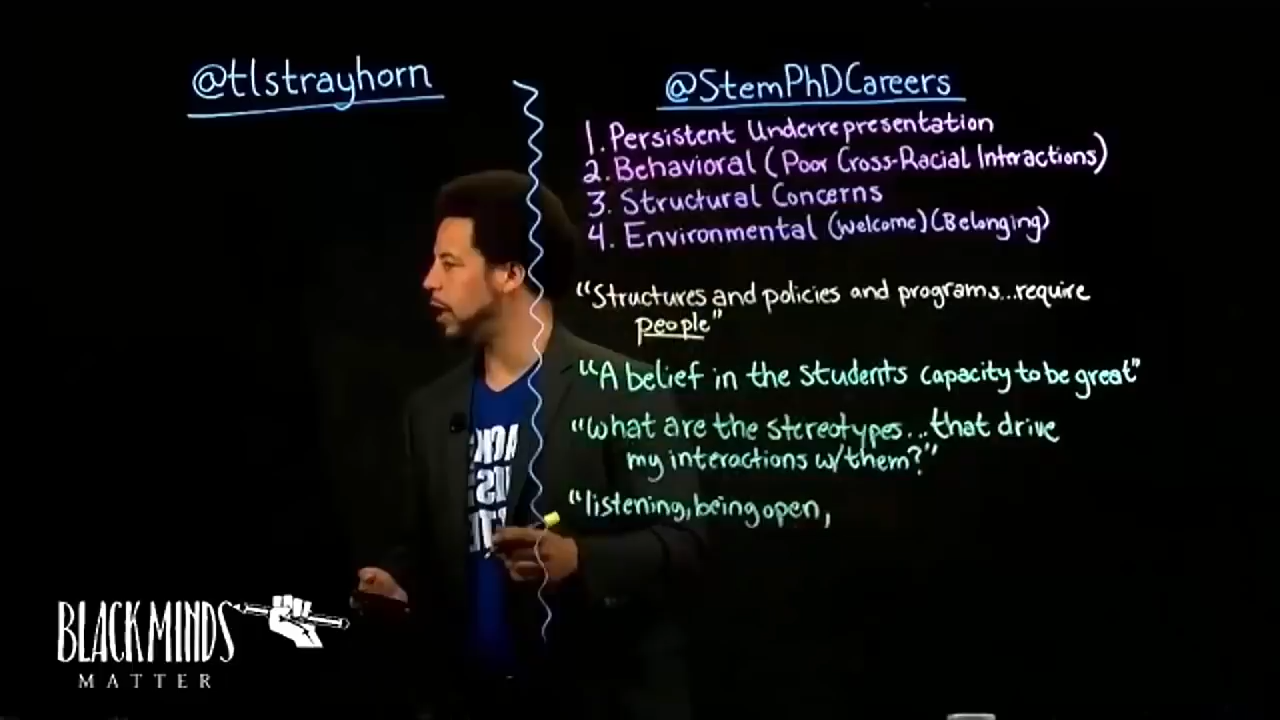 @tlstrayhorn
@StemPhDCareers
1. Persistent Underrepresentation
2. Behavioral (Poor Cross-Racial Interactions)
3. Structural Concerns
4. Environmental (Welcome) (Belonging)
"Structures and policies and programs...require
people"
"A belief in the students capacity to be great"
"What are the stereotypes...that drive
my interactions w/them?"
"listening, being open,
BLACK MINDS
MATTER